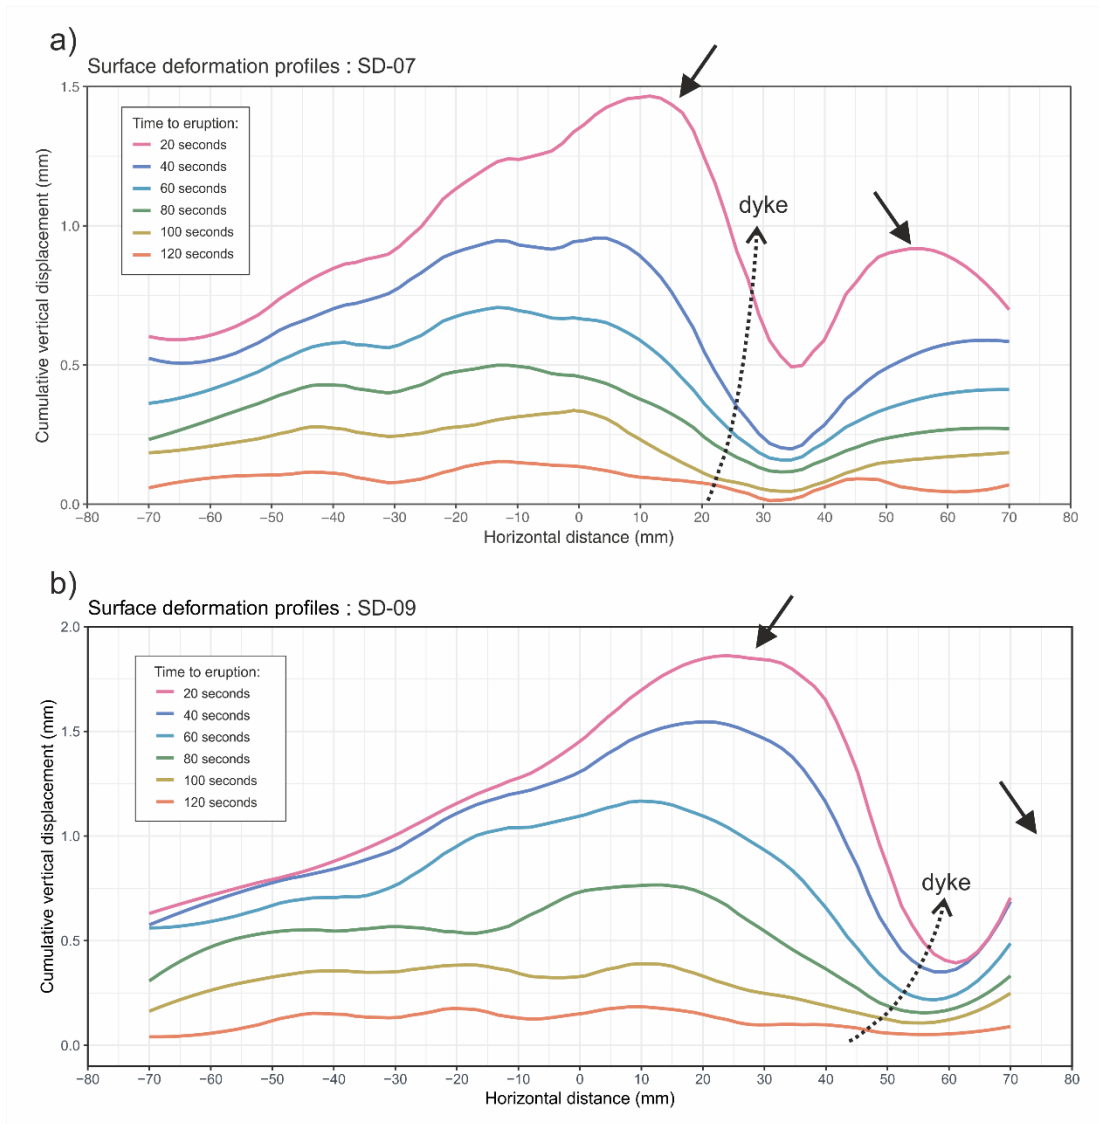 a)
Surface deformation profiles : SD-07
Cumulative vertical displacement (mm)
1.5
1.0
0.5
0.0
Time to eruption:
20 seconds
40 seconds
60 seconds
80 seconds
100 seconds
120 seconds
dyke
−80 −70 −60 −50 −40 −30 −20 −10 0 10 20 30 40 50 60 70 80
Horizontal distance (mm)
b)
Surface deformation profiles : SD-09
Cumulative vertical displacement (mm)
2.0
1.5
1.0
0.5
0.0
Time to eruption:
20 seconds
40 seconds
60 seconds
80 seconds
100 seconds
120 seconds
dyke
−80 −70 −60 −50 −40 −30 −20 −10 0 10 20 30 40 50 60 70 80
Horizontal distance (mm)